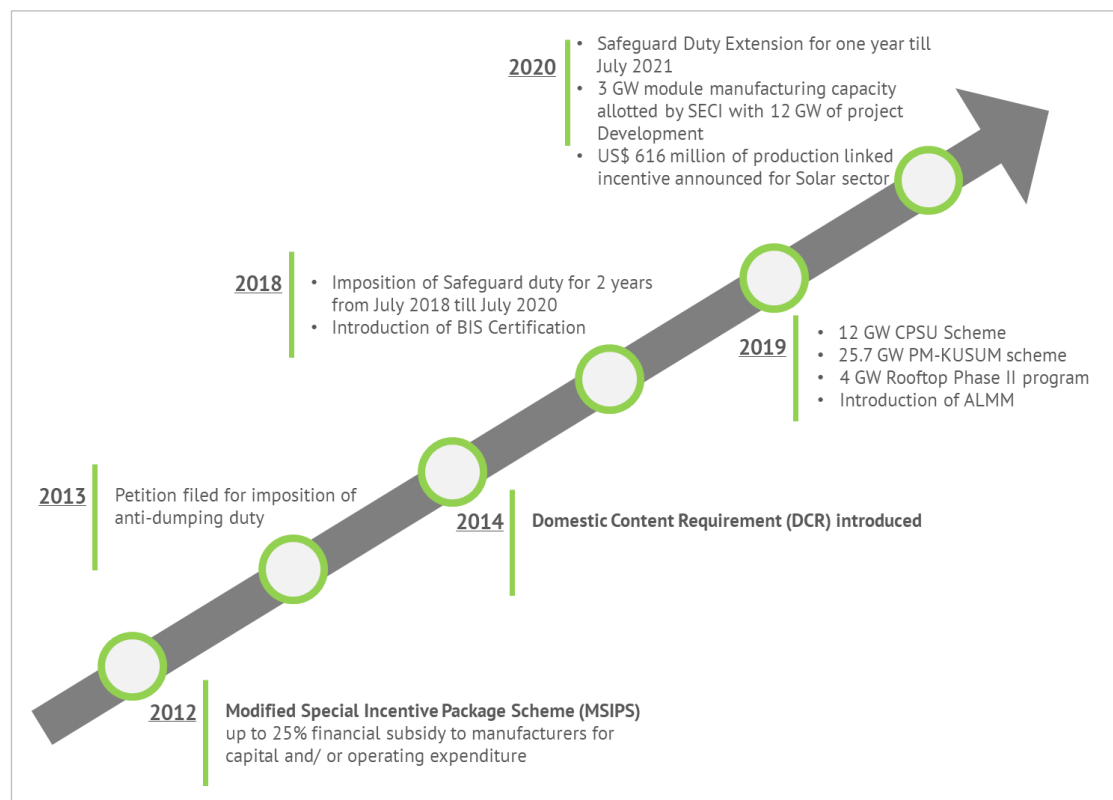 2020
• Safeguard Duty Extension for one year till
July 2021
• 3 GW module manufacturing capacity
allotted by SECI with 12 GW of project
Development
• US$ 616 million of production linked
incentive announced for Solar sector
2018
• Imposition of Safeguard duty for 2 years
from July 2018 till July 2020
• Introduction of BIS Certification
2019
• 12 GW CPSU Scheme
• 25.7 GW PM-KUSUM scheme
• 4 GW Rooftop Phase II program
• Introduction of ALMM
2013
Petition filed for imposition of
anti-dumping duty
2014
Domestic Content Requirement (DCR) introduced
2012
Modified Special Incentive Package Scheme (MSIPS)
up to 25% financial subsidy to manufacturers for
capital and/ or operating expenditure